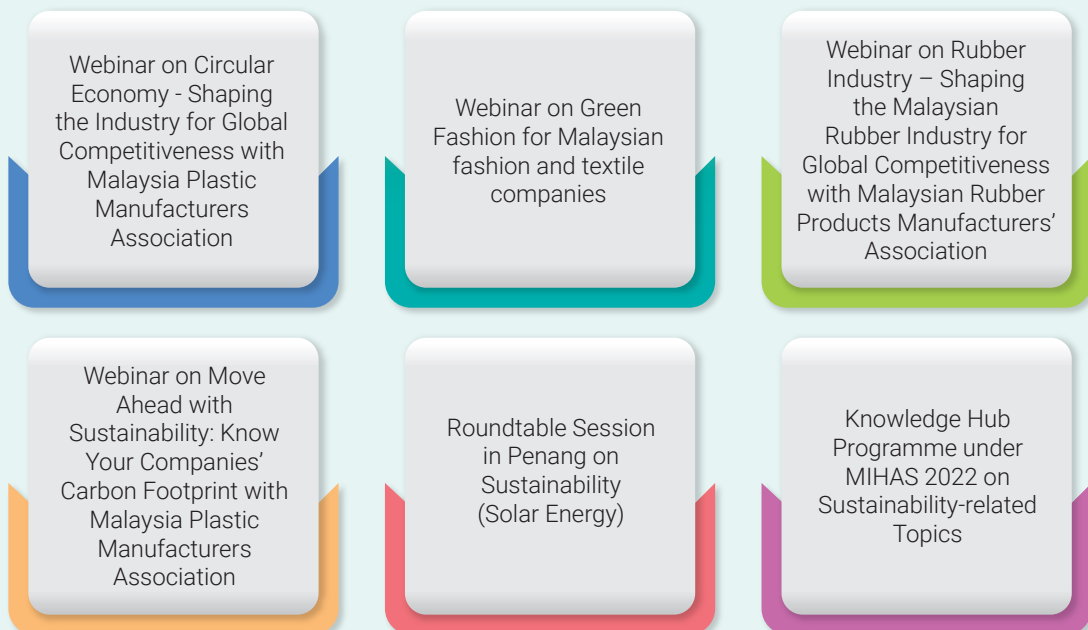 Webinar on Circular
Economy - Shaping
the Industry for Global
Competitiveness with
Malaysia Plastic
Manufacturers
Association
Webinar on Green
Fashion for Malaysian
fashion and textile
companies
Webinar on Rubber
Industry – Shaping
the Malaysian
Rubber Industry for
Global Competitiveness
with Malaysian Rubber
Products Manufacturers’
Association
Webinar on Move
Ahead with
Sustainability: Know
Your Companies’
Carbon Footprint with
Malaysia Plastic
Manufacturers
Association
Roundtable Session
in Penang on
Sustainability
(Solar Energy)
Knowledge Hub
Programme under
MIHAS 2022 on
Sustainability-related
Topics